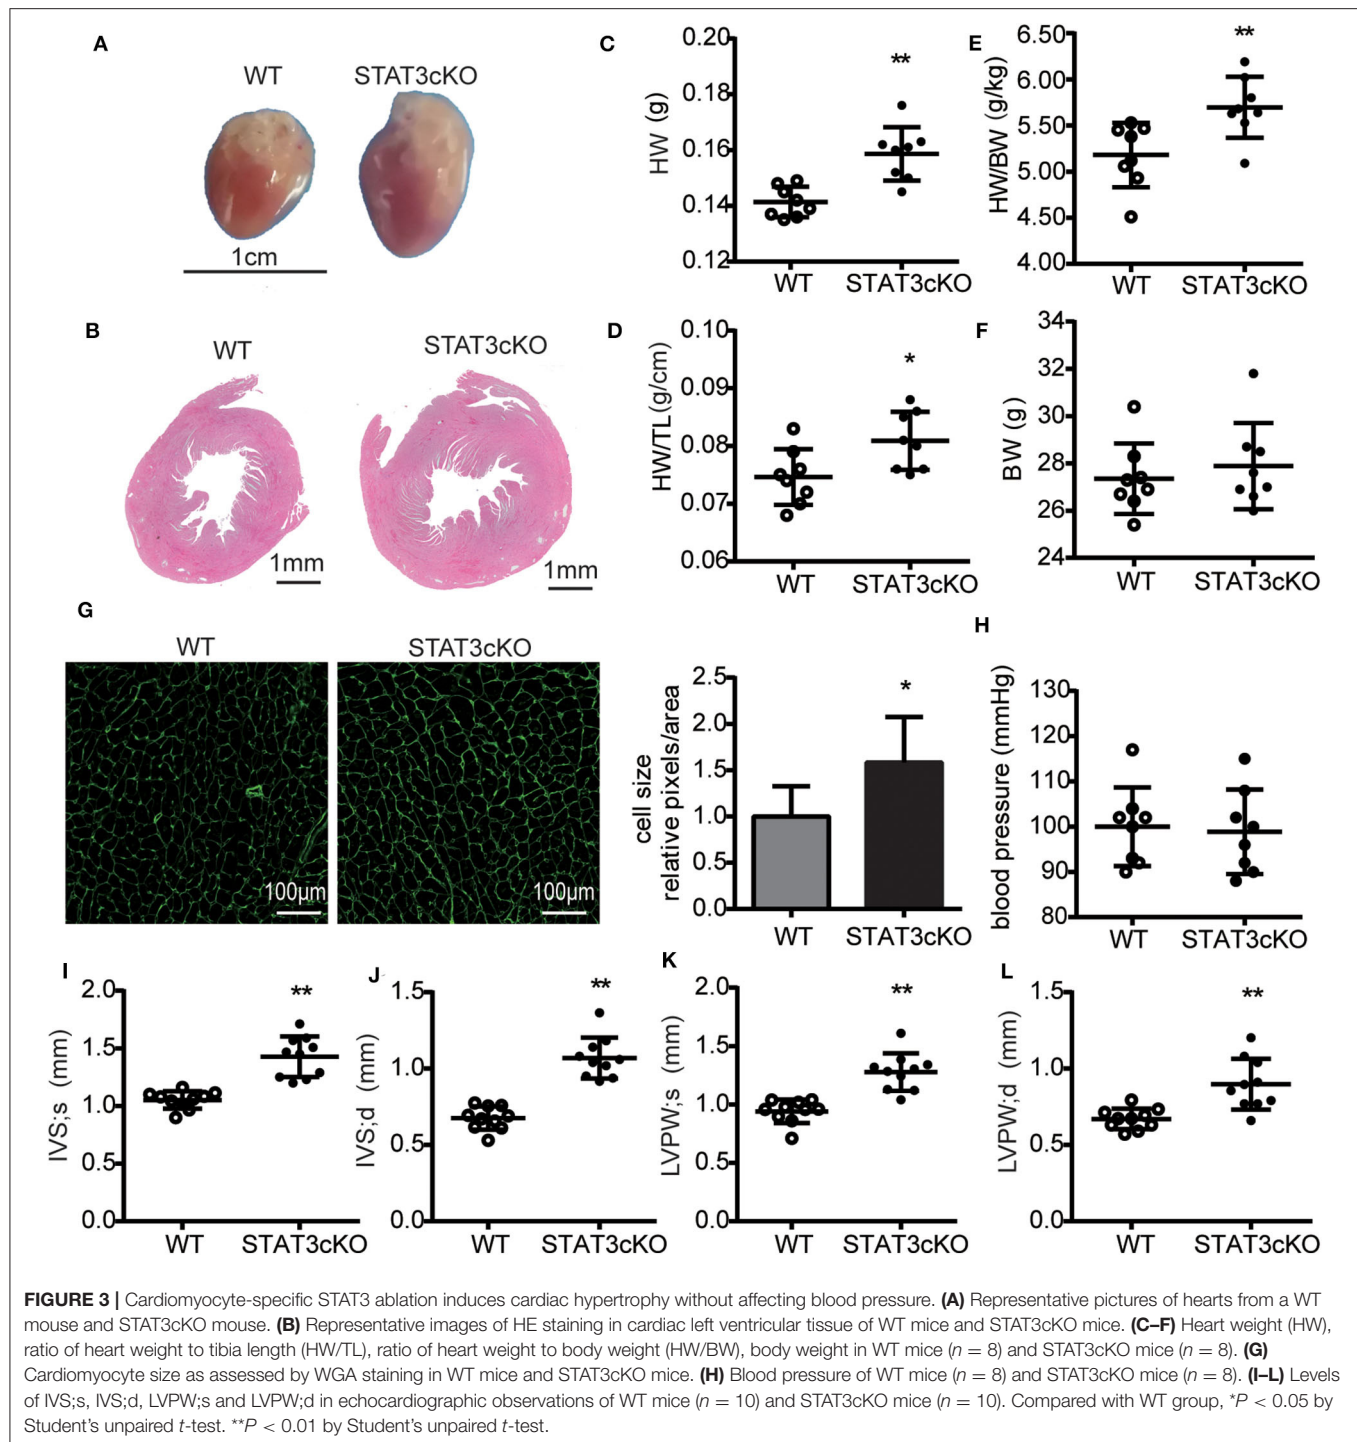 A
WT
STAT3cKO
1cm
B
WT
STAT3cKO
1mm
1mm
C
HW (g)
0.20
0.18
0.16
0.14
0.12
**
WT
STAT3cKO
E
HW/BW (g/kg)
6.00
5.50
5.00
4.50
4.00
**
WT
STAT3cKO
D
HW/TL(g/cm)
0.10
0.09
0.08
0.07
0.06
*
WT
STAT3cKO
F
BW (g)
34
32
30
28
26
24
WT
STAT3cKO
G
WT
STAT3cKO
100μm
100μm
cell size
relative pixels/area
2.5
2.0
1.5
1.0
0.5
0.0
*
WT
STAT3cKO
H
blood pressure (mmHg)
130
120
110
100
90
80
WT
STAT3cKO
I
IVS;s (mm)
2.0
1.5
1.0
0.5
0.0
**
WT
STAT3cKO
J
IVS;d (mm)
1.5
1.0
0.5
0.0
**
WT
STAT3cKO
K
LVPW;s (mm)
2.0
1.5
1.0
0.5
0.0
**
WT
STAT3cKO
L
LVPW;d (mm)
1.5
1.0
0.5
0.0
**
WT
STAT3cKO
FIGURE 3 | Cardiomyocyte-specific STAT3 ablation induces cardiac hypertrophy without affecting blood pressure. (A) Representative pictures of hearts from a WT
mouse and STAT3cKO mouse. (B) Representative images of HE staining in cardiac left ventricular tissue of WT mice and STAT3cKO mice. (C–F) Heart weight (HW),
ratio of heart weight to tibia length (HW/TL), ratio of heart weight to body weight (HW/BW), body weight in WT mice (n = 8) and STAT3cKO mice (n = 8). (G)
Cardiomyocyte size as assessed by WGA staining in WT mice and STAT3cKO mice. (H) Blood pressure of WT mice (n = 8) and STAT3cKO mice (n = 8). (I–L) Levels
of IVS;s, IVS;d, LVPW;s and LVPW;d in echocardiographic observations of WT mice (n = 10) and STAT3cKO mice (n = 10). Compared with WT group, *P < 0.05 by
Student's unpaired t-test. **P < 0.01 by Student's unpaired t-test.